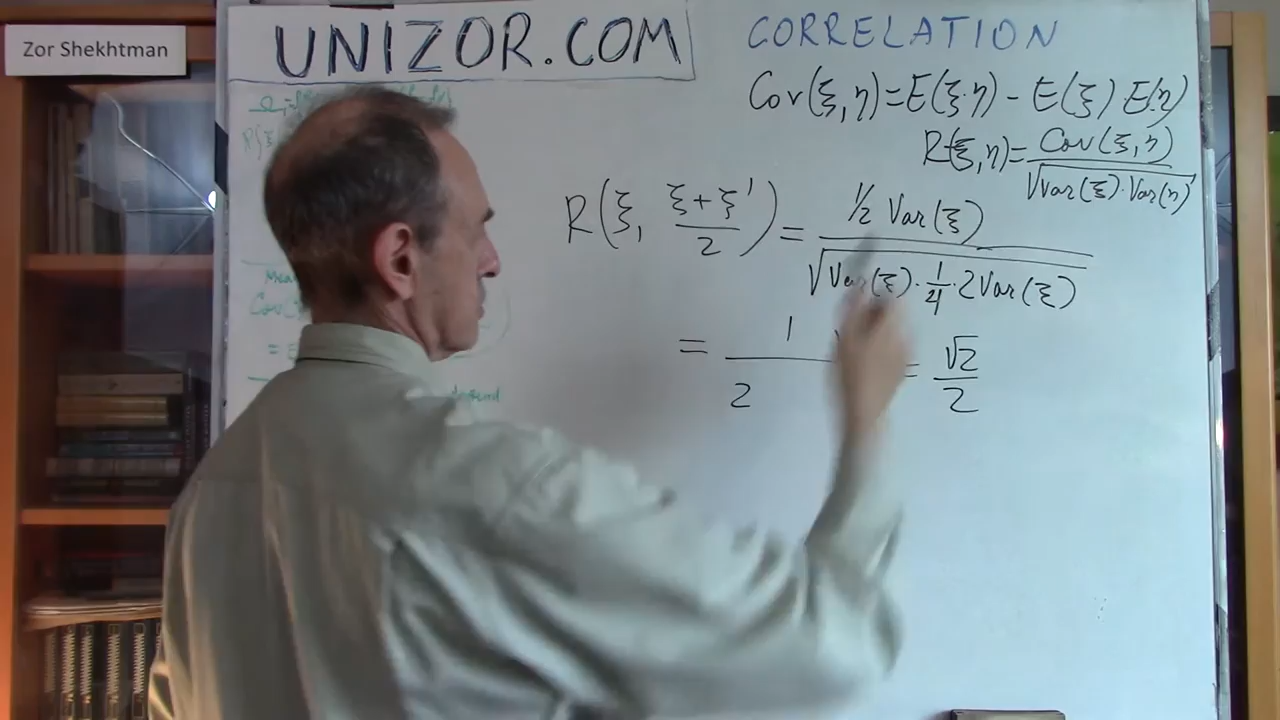 Zor Shekhtman
UNIZOR.COM
CORRELATION
Cov(ξ, η) = E(ξ·η) - E(ξ) E(η)
R(ξ, η) = Cov(ξ, η) / √Var(ξ)·Var(η)
R(ξ, (ξ+ξ')/2) = 1/2 Var(ξ) / √Var(ξ)·1/4·2Var(ξ)
= 1 / 2 = √2/2